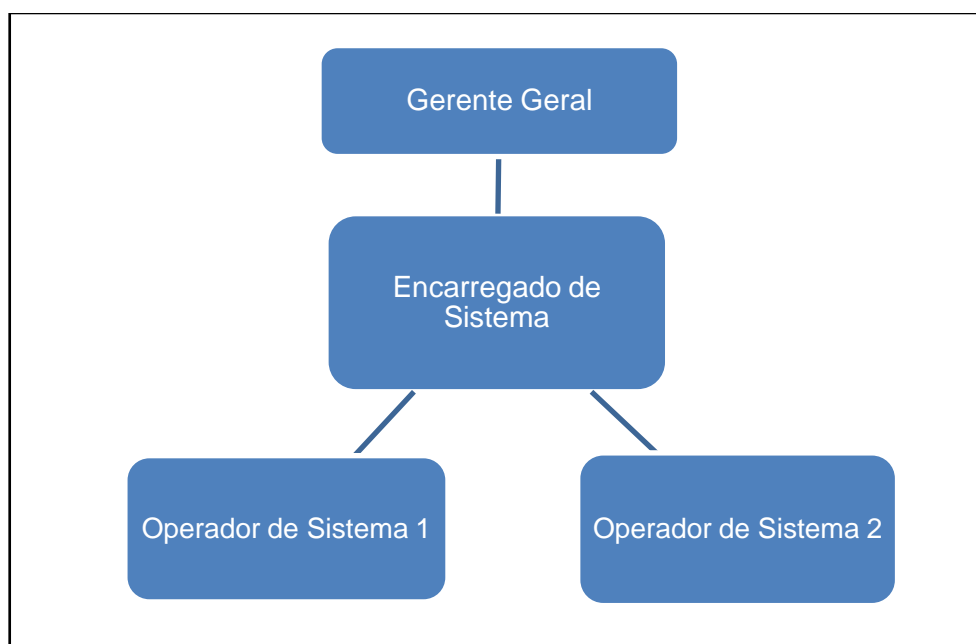 Gerente Geral
Encarregado de
Sistema
Operador de Sistema 1
Operador de Sistema 2